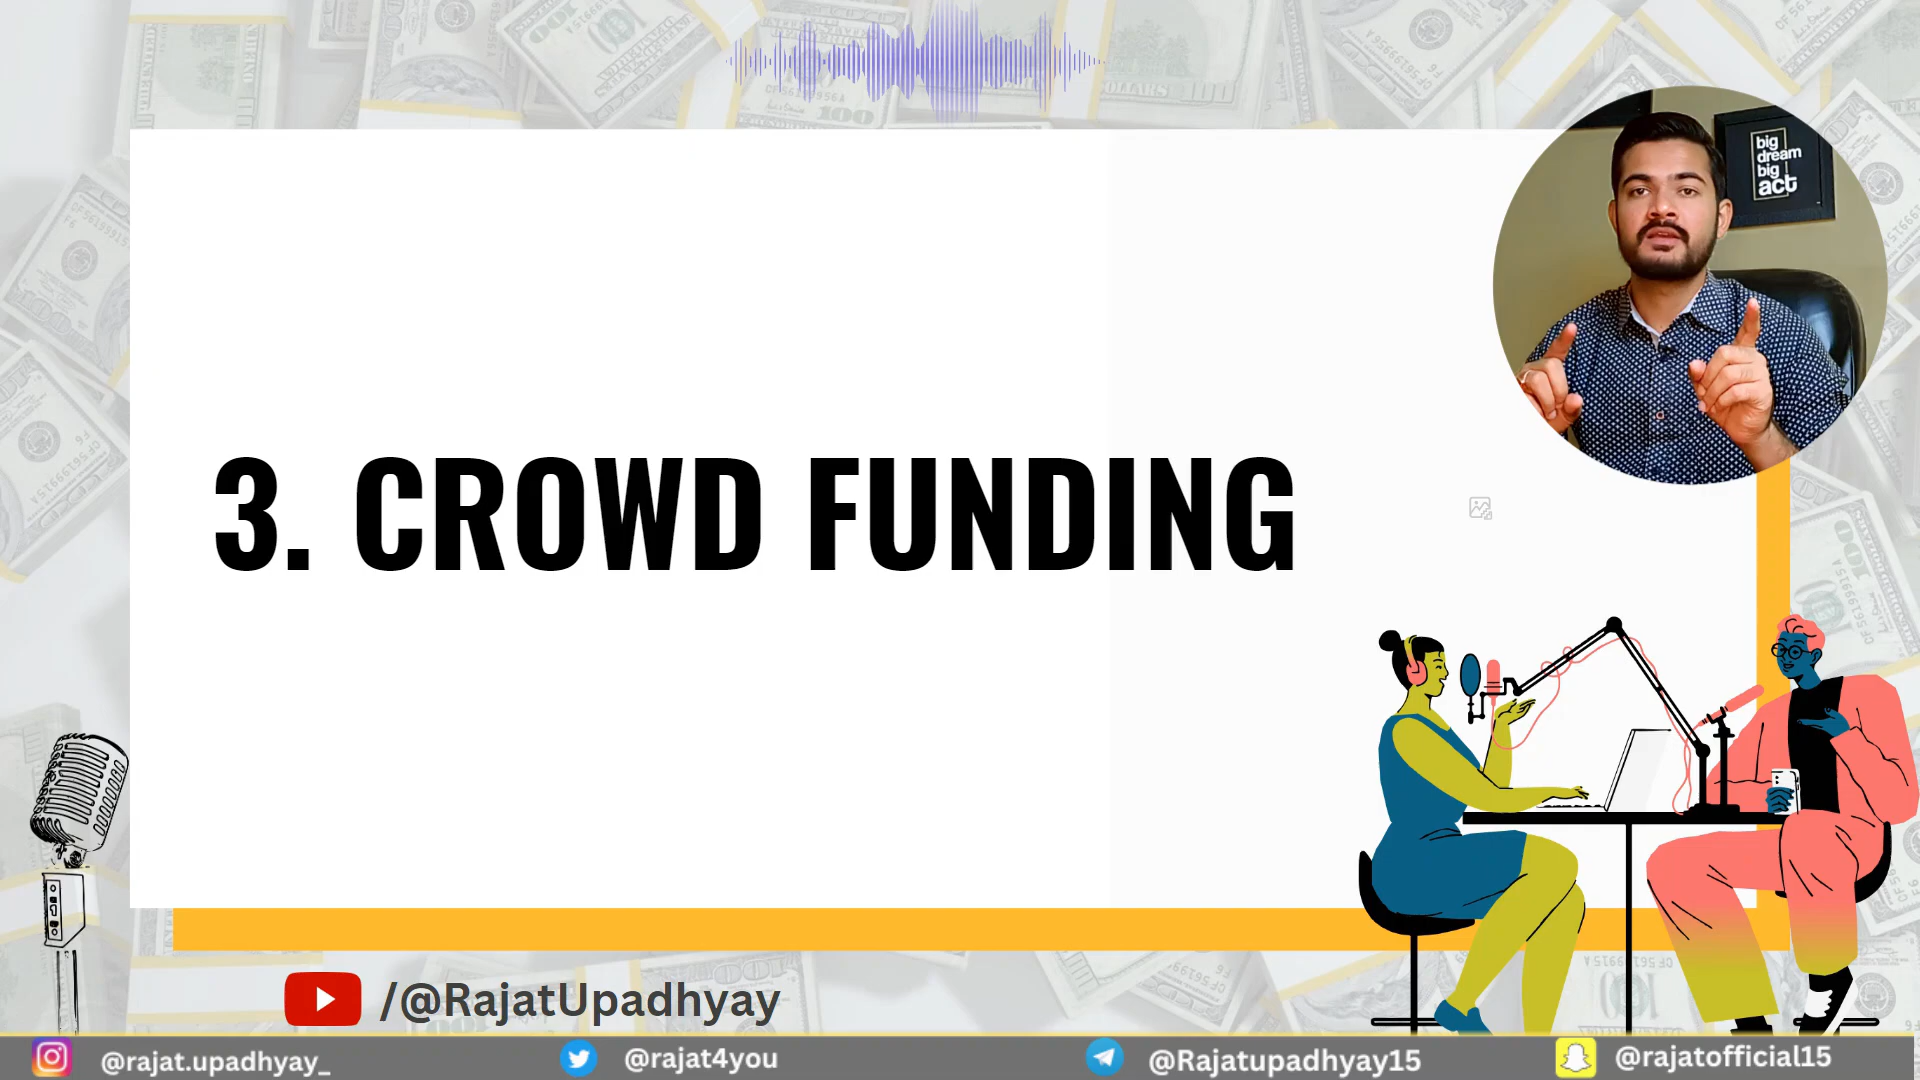 big
dream
big
act
3. CROWD FUNDING
/@RajatUpadhyay
@rajat.upadhyay_
@rajat4you
@Rajatupadhyay15
@rajatofficial15